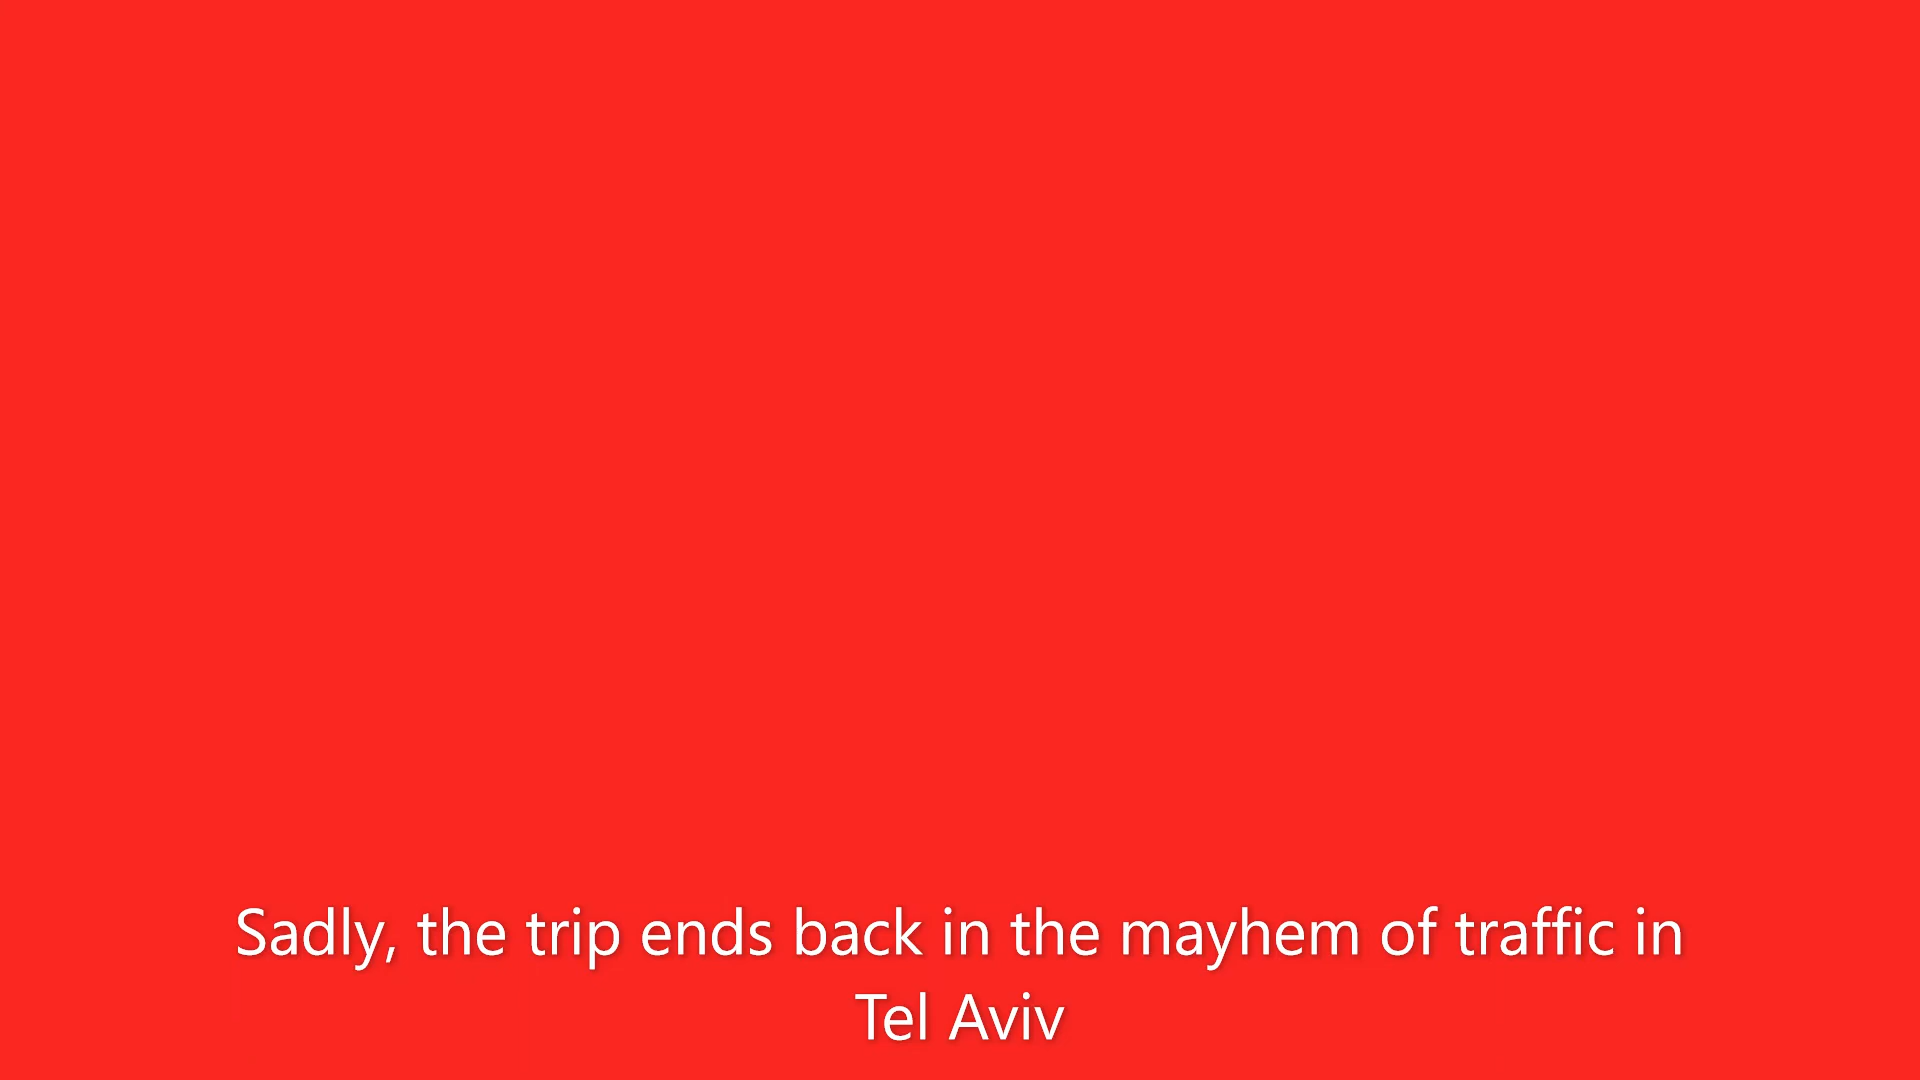 Sadly, the trip ends back in the mayhem of traffic in
Tel Aviv